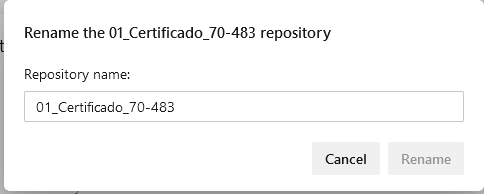 Rename the 01_Certificado_70-483 repository
Repository name:
01_Certificado_70-483
Cancel
Rename